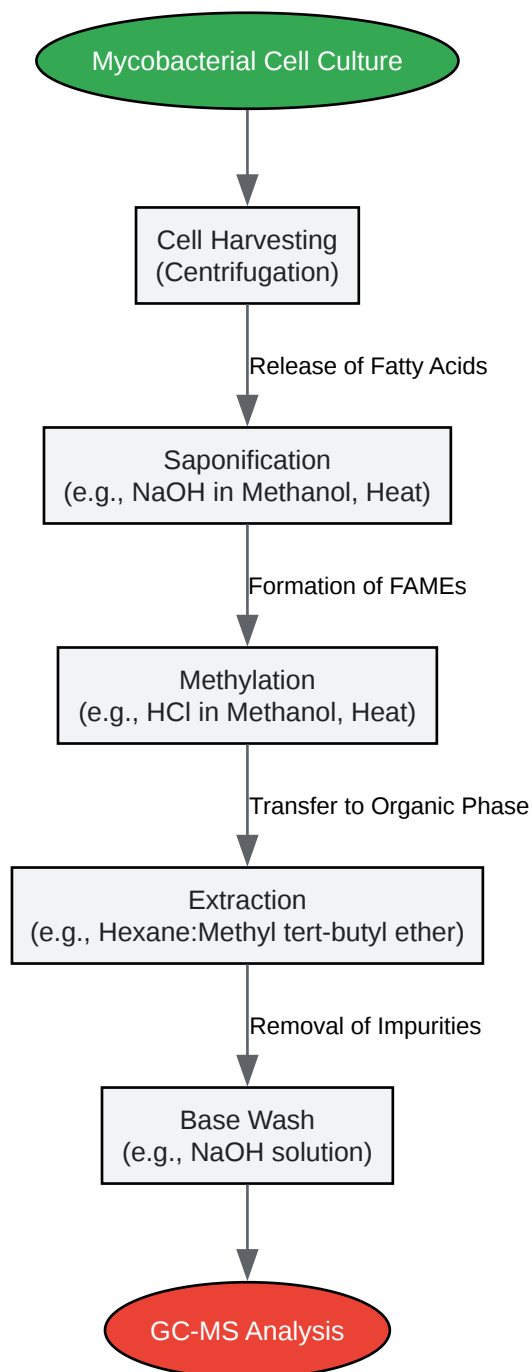 Mycobacterial Cell Culture
Cell Harvesting
(Centrifugation)
Release of Fatty Acids
Saponification
(e.g., NaOH in Methanol, Heat)
Formation of FAMEs
Methylation
(e.g., HCl in Methanol, Heat)
Transfer to Organic Phase
Extraction
(e.g., Hexane:Methyl tert-butyl ether)
Removal of Impurities
Base Wash
(e.g., NaOH solution)
GC-MS Analysis